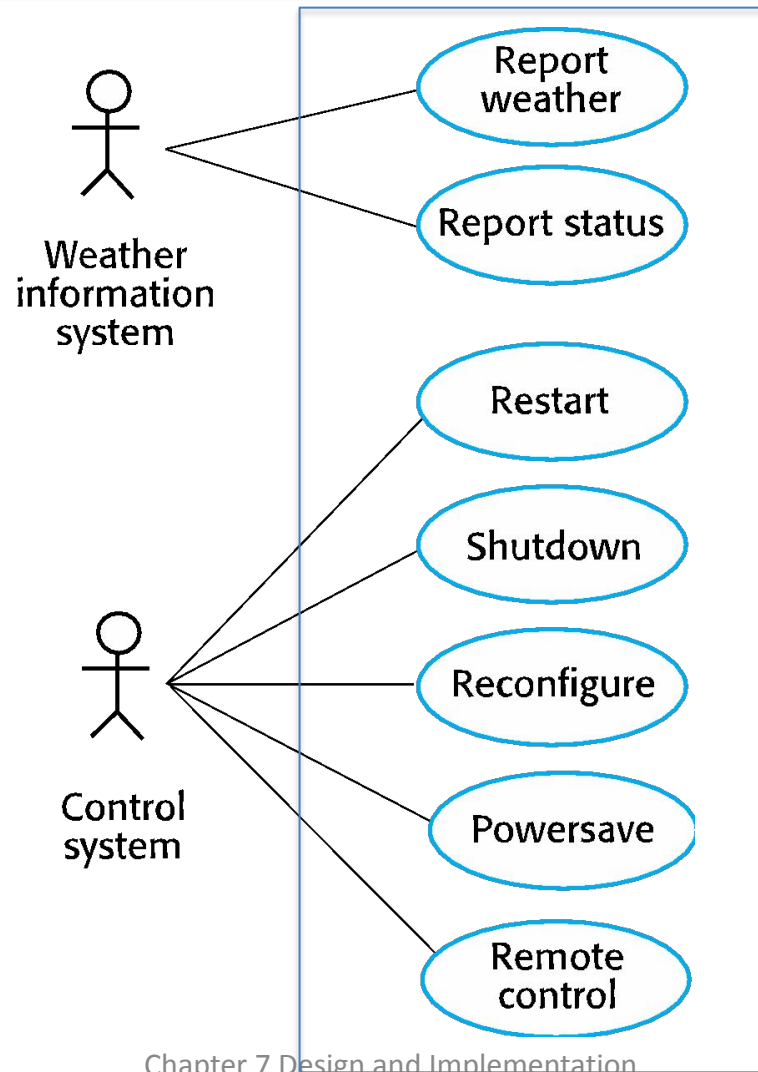 Report
weather
Report status
Weather
information
system
Restart
Shutdown
Reconfigure
Control
system
Powersave
Remote
control
Chapter 7 Design and Implementation